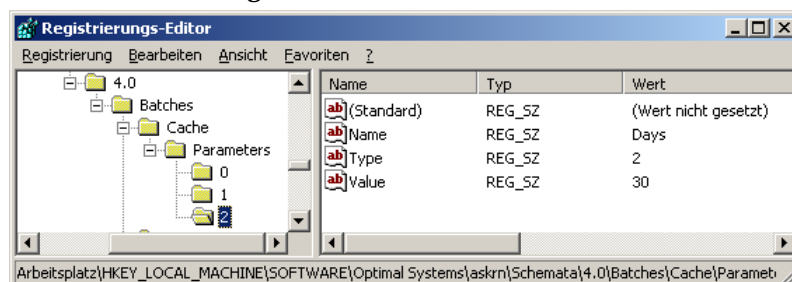 Registrierungs-Editor
Registrierung Bearbeiten Ansicht Favoriten ?
4.0
Batches
Cache
Parameters
0
1
2
Name Typ Wert
(Standard) REG_SZ (Wert nicht gesetzt)
Name REG_SZ Days
Type REG_SZ 2
Value REG_SZ 30
Arbeitsplatz\HKEY_LOCAL_MACHINE\SOFTWARE\Optimal Systems\askrn\Schemata\4.0\Batches\Cache\Paramet